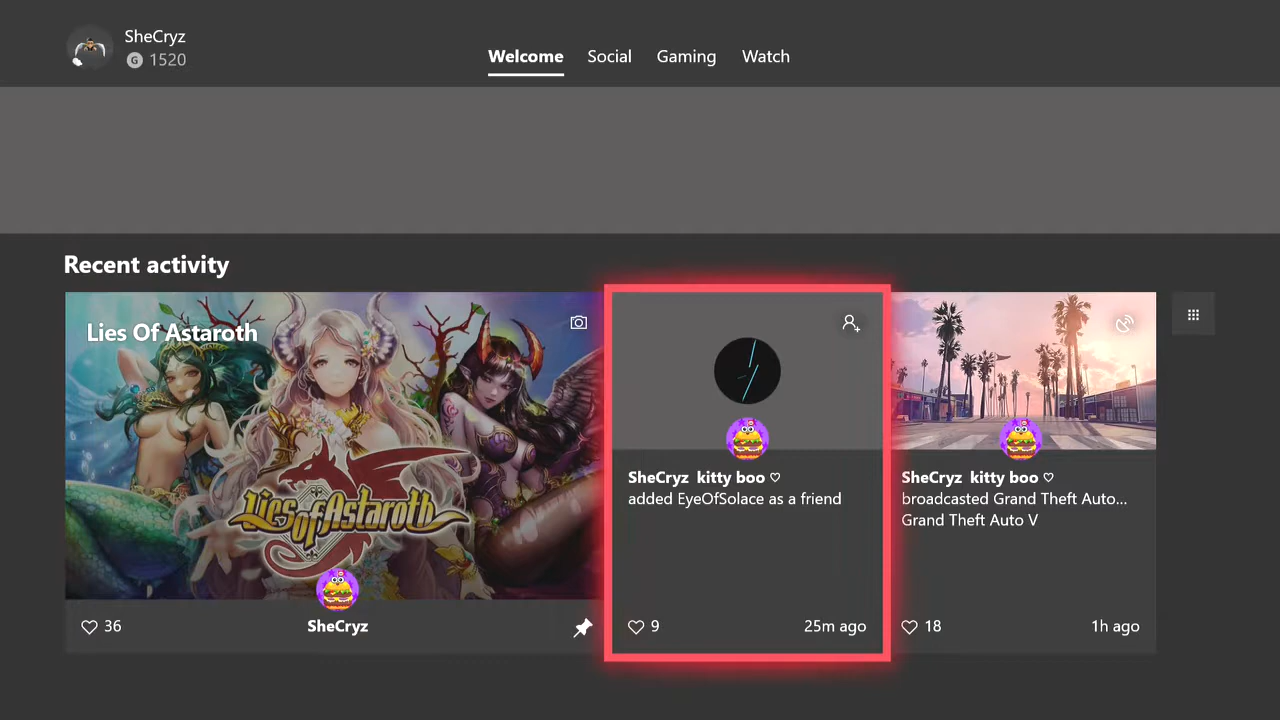 SheCryz
G 1520
Welcome Social Gaming Watch
Recent activity
Lies Of Astaroth
Lies of Astaroth
36 SheCryz
SheCryz kitty boo ♡
added EyeOfSolace as a friend
9 25m ago
SheCryz kitty boo ♡
broadcasted Grand Theft Auto...
Grand Theft Auto V
18 1h ago